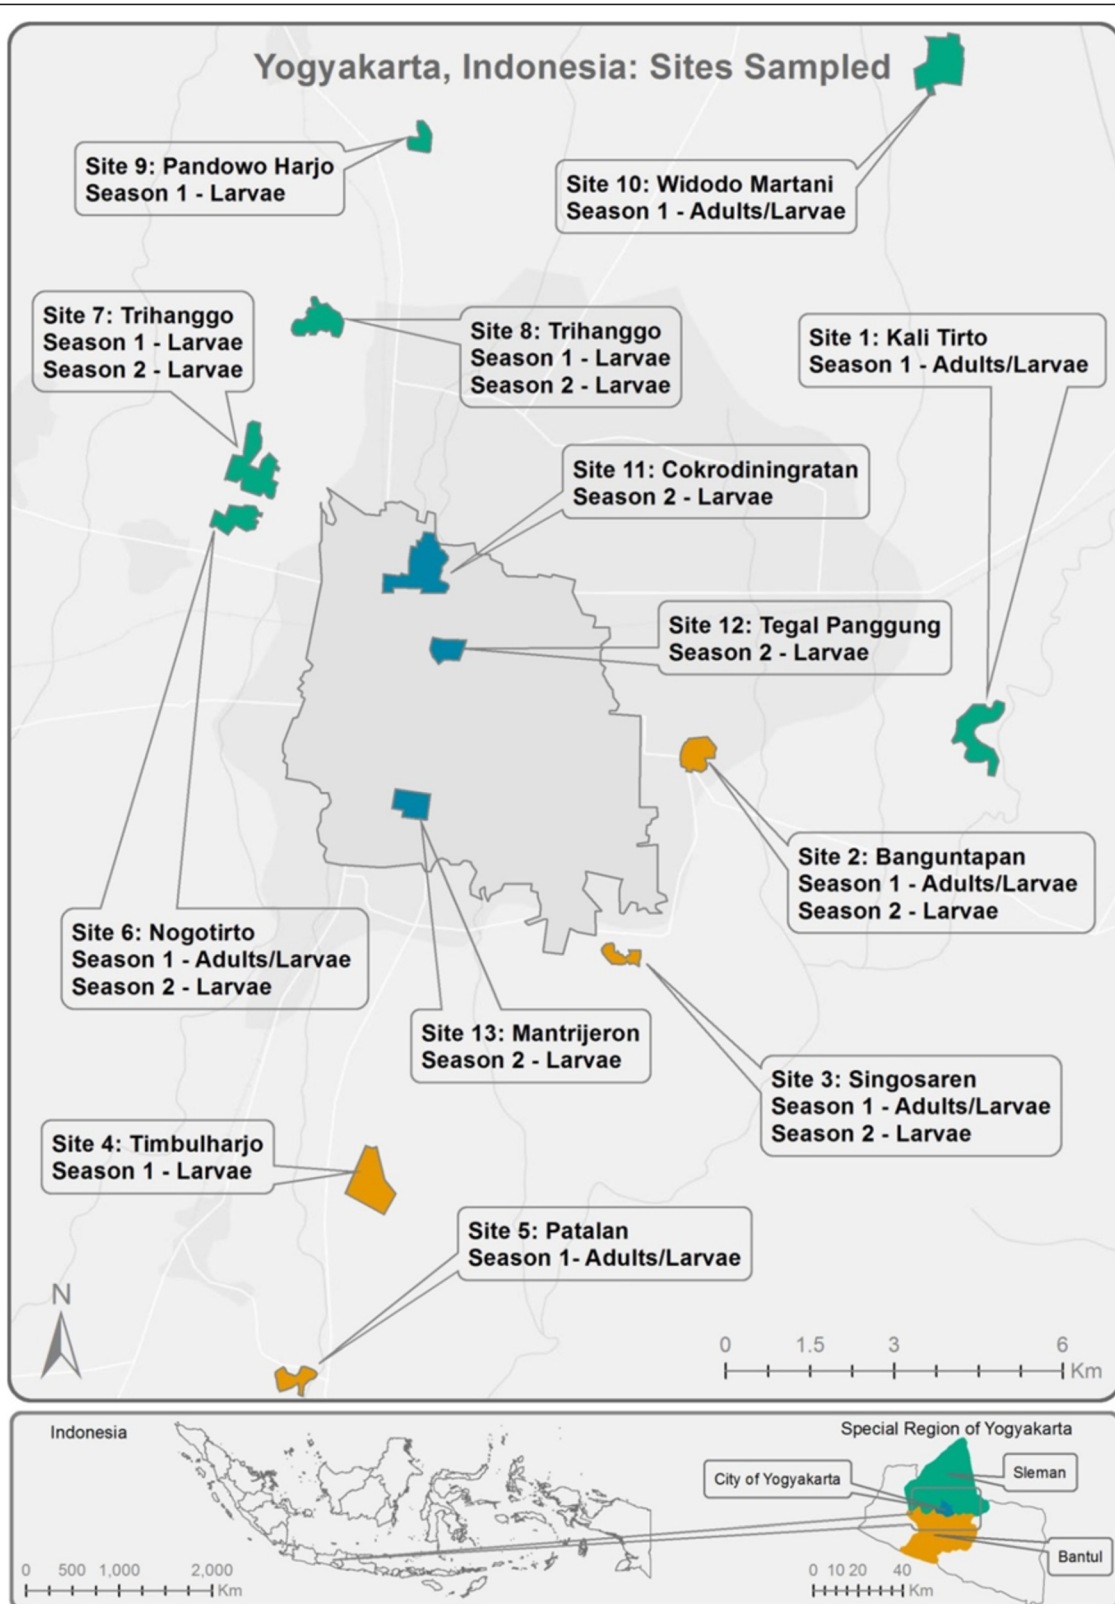 Yogyakarta, Indonesia: Sites Sampled
Site 9: Pandowo Harjo
Season 1 - Larvae
Site 10: Widodo Martani
Season 1 - Adults/Larvae
Site 7: Trihanggo
Season 1 - Larvae
Season 2 - Larvae
Site 8: Trihanggo
Season 1 - Larvae
Season 2 - Larvae
Site 1: Kali Tirto
Season 1 - Adults/Larvae
Site 11: Cokrodiningratan
Season 2 - Larvae
Site 12: Tegal Panggung
Season 2 - Larvae
Site 2: Banguntapan
Season 1 - Adults/Larvae
Season 2 - Larvae
Site 6: Nogotirto
Season 1 - Adults/Larvae
Season 2 - Larvae
Site 13: Mantrijeron
Season 2 - Larvae
Site 3: Singosaren
Season 1 - Adults/Larvae
Season 2 - Larvae
Site 4: Timbulharjo
Season 1 - Larvae
Site 5: Patalan
Season 1- Adults/Larvae
N
0 1.5 3 6
Km
Indonesia
Special Region of Yogyakarta
City of Yogyakarta
Sleman
Bantul
0 500 1,000 2,000
Km
0 10 20 40
Km